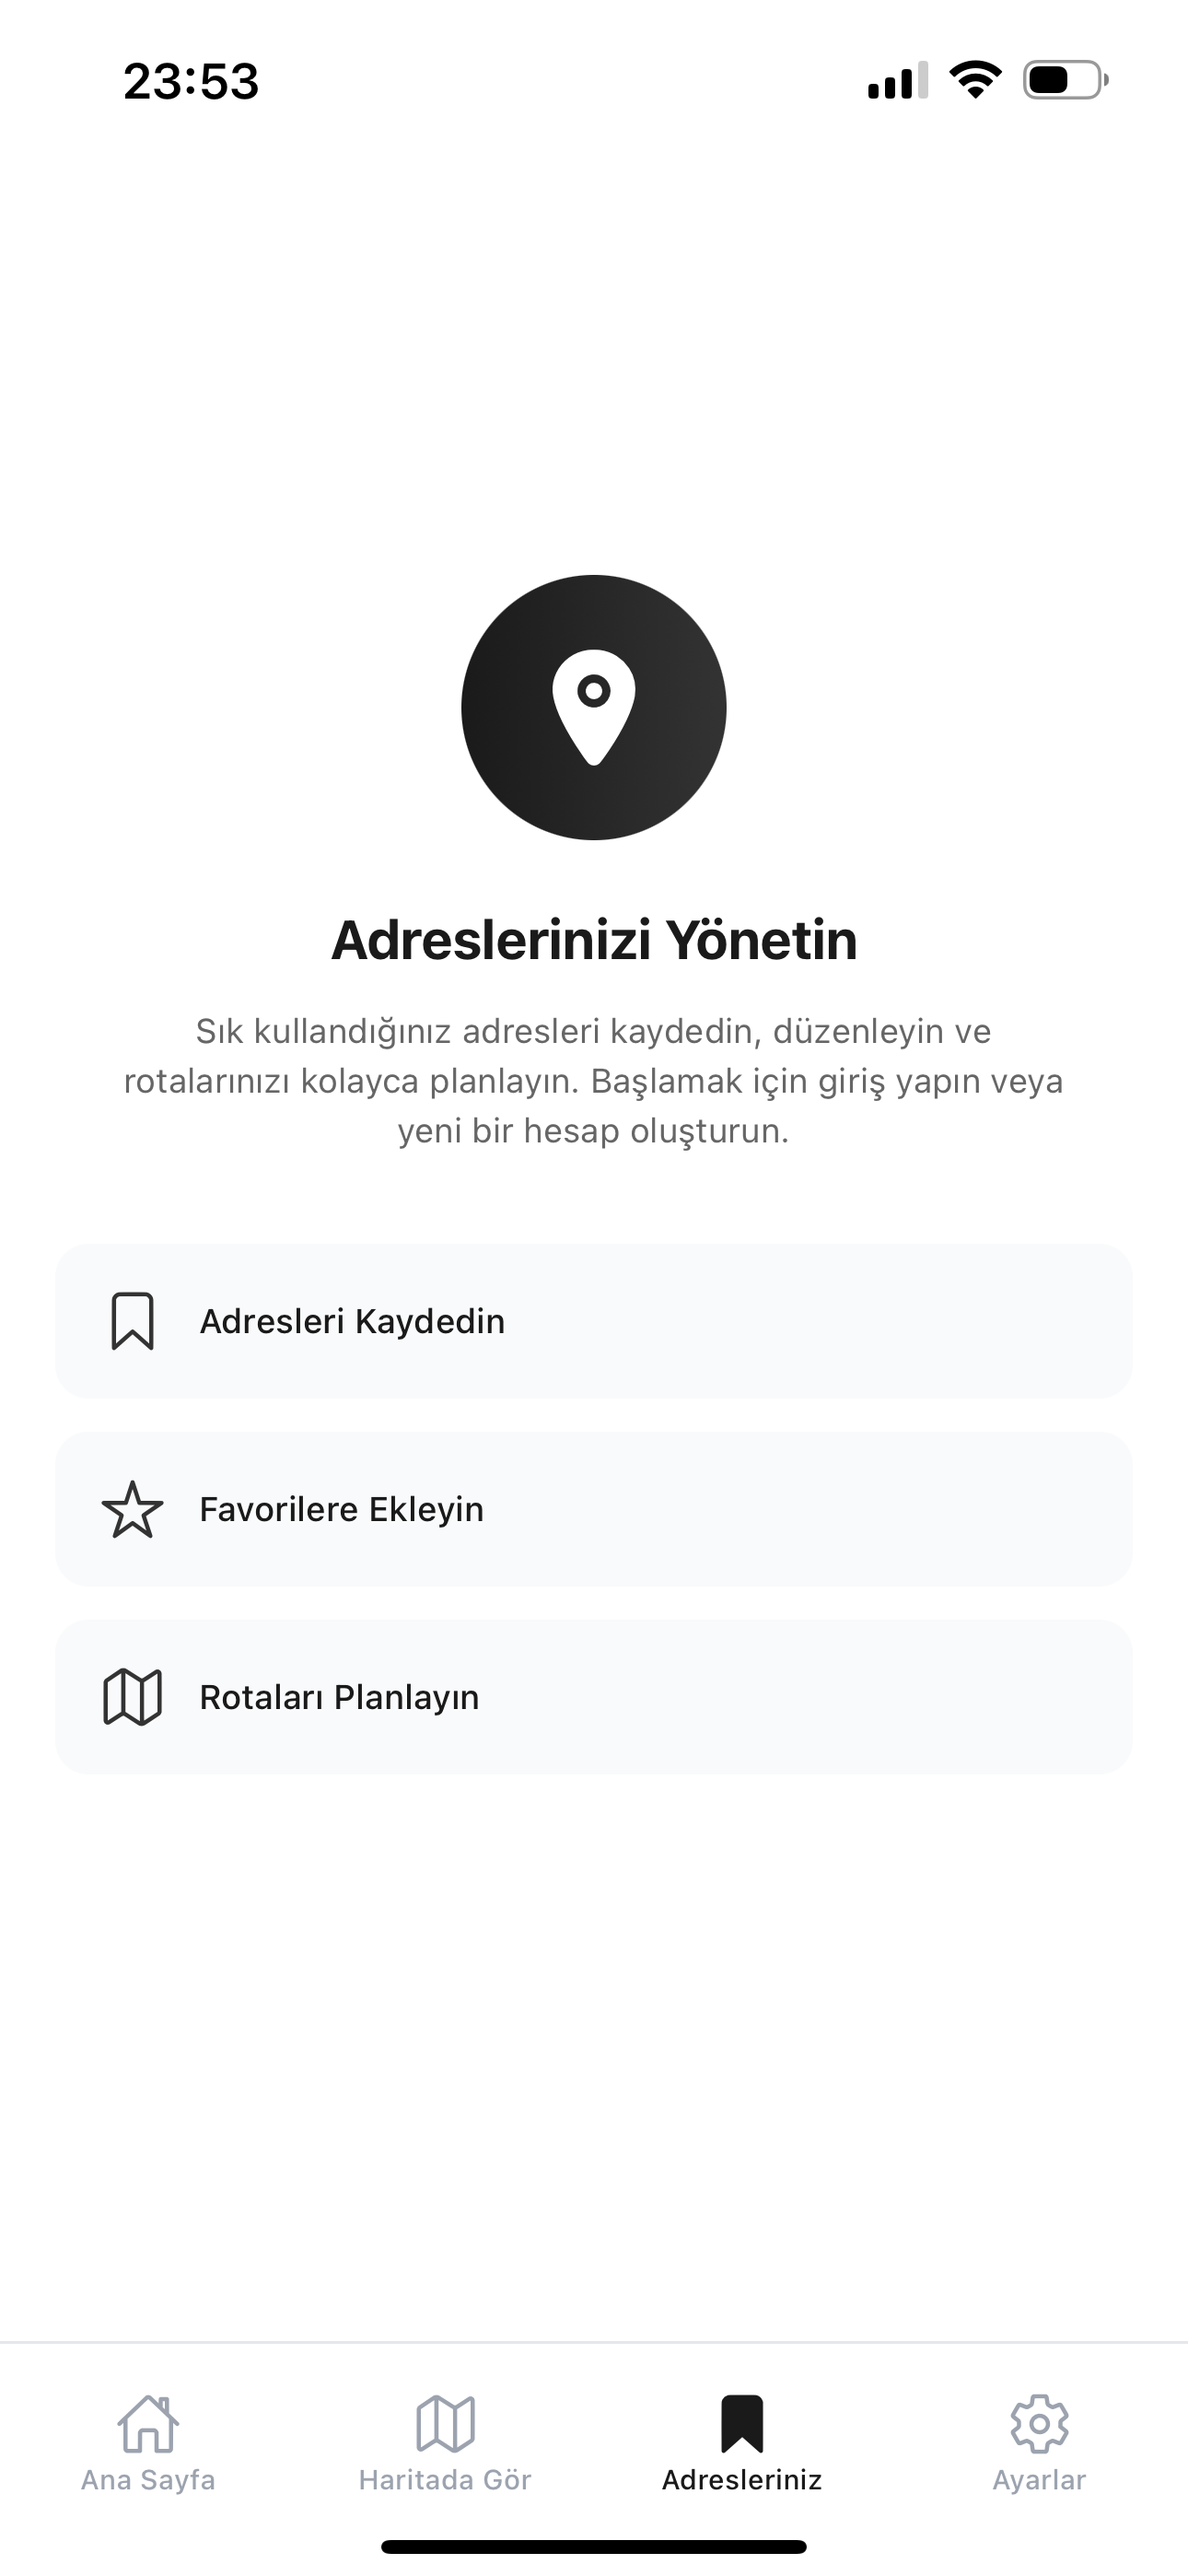 23:53
Adreslerinizi Yönetin
Sık kullandığınız adresleri kaydedin, düzenleyin ve
rotalarınızı kolayca planlayın. Başlamak için giriş yapın veya
yeni bir hesap oluşturun.
Adresleri Kaydedin
Favorilere Ekleyin
Rotaları Planlayın
Ana Sayfa
Haritada Gör
Adresleriniz
Ayarlar